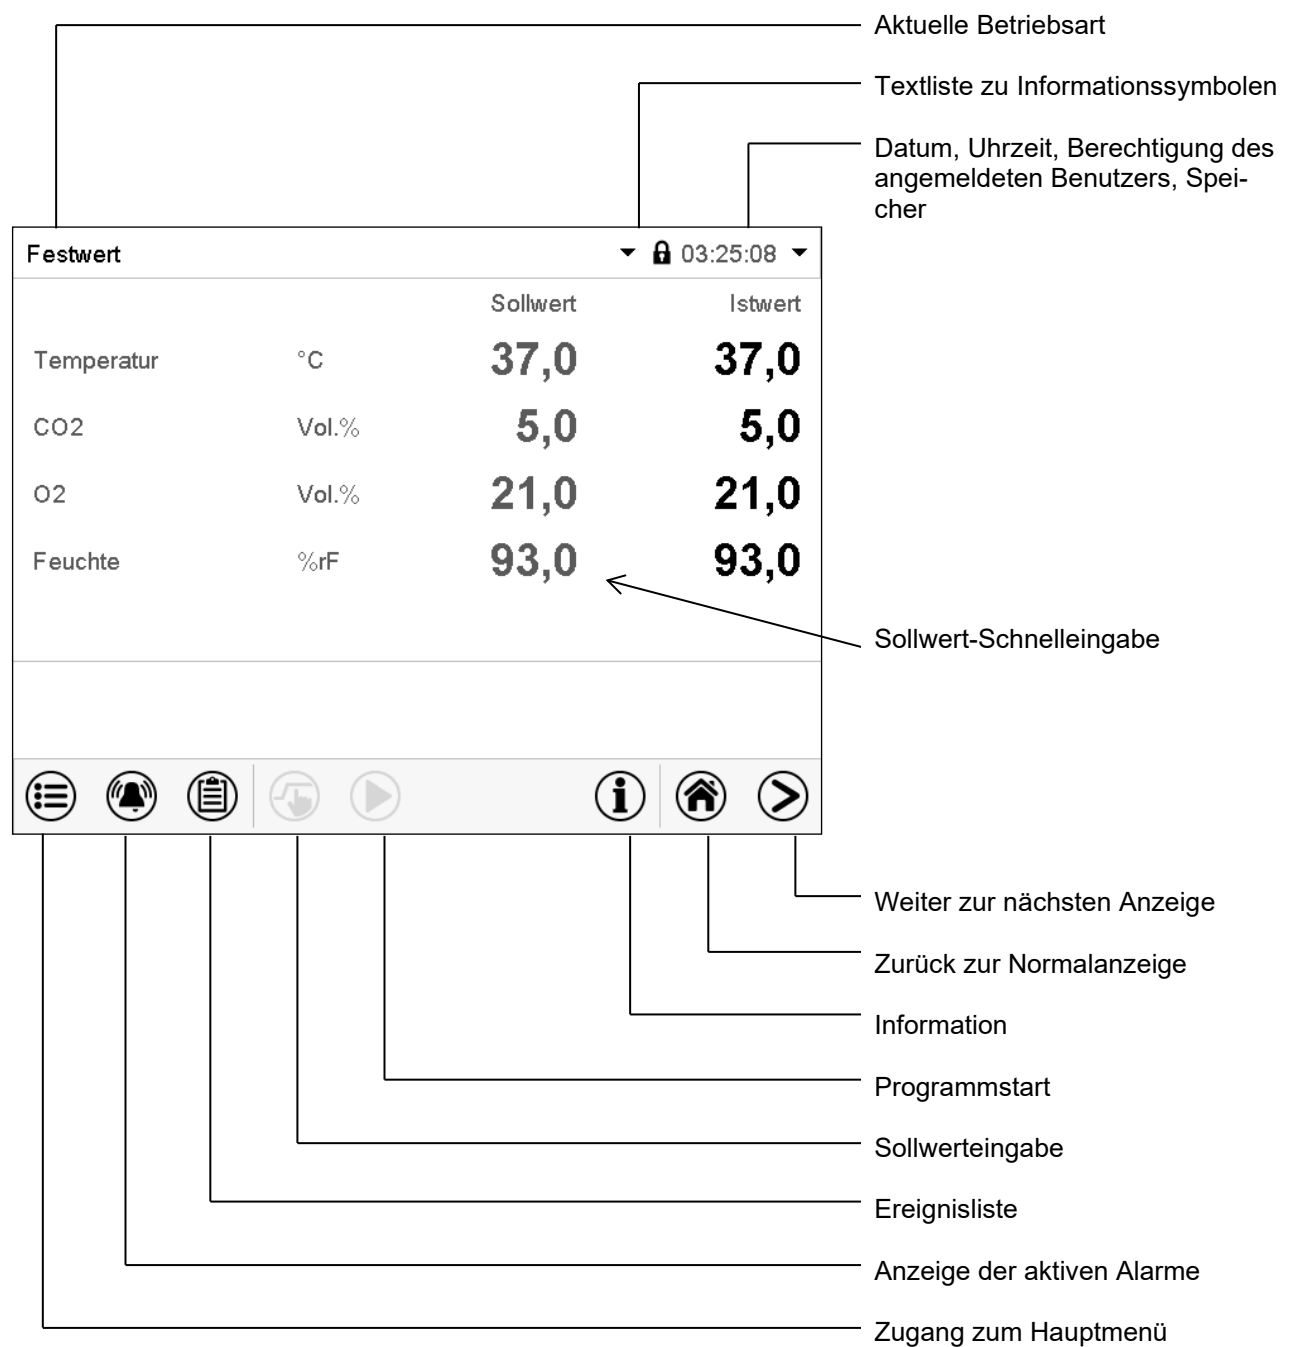 Aktuelle Betriebsart
Textliste zu Informationssymbolen
Datum, Uhrzeit, Berechtigung des
angemeldeten Benutzers, Spei-
cher
Festwert 03:25:08
Sollwert Istwert
Temperatur °C 37,0 37,0
CO2 Vol.% 5,0 5,0
O2 Vol.% 21,0 21,0
Feuchte %rF 93,0 93,0
Sollwert-Schnelleingabe
Weiter zur nächsten Anzeige
Zurück zur Normalanzeige
Information
Programmstart
Sollwerteingabe
Ereignisliste
Anzeige der aktiven Alarme
Zugang zum Hauptmenü